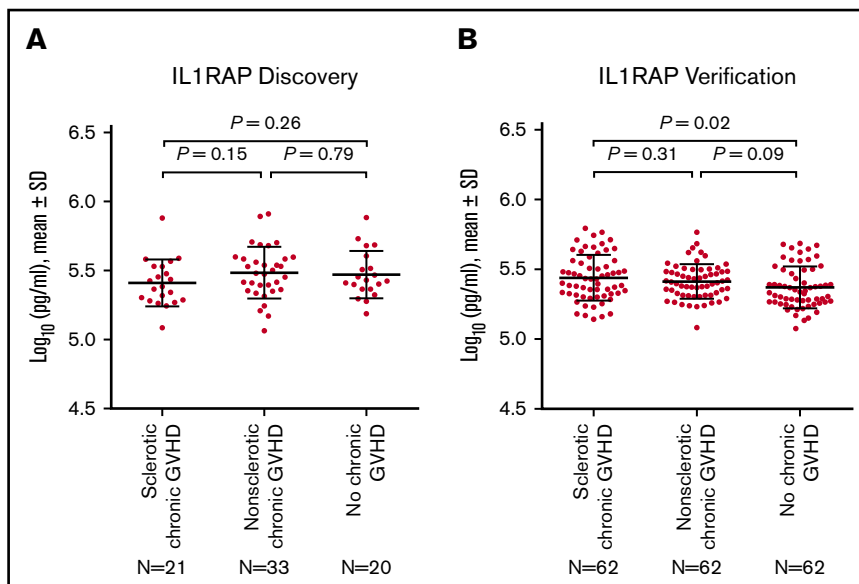 A
IL1RAP Discovery
P = 0.26
P = 0.15
P = 0.79
Log10 (pg/ml), mean ± SD
6.5
6.0
5.5
5.0
4.5
Sclerotic
chronic GVHD
Nonsclerotic
chronic GVHD
No chronic
GVHD
N=21
N=33
N=20
B
IL1RAP Verification
P = 0.02
P = 0.31
P = 0.09
Log10 (pg/ml), mean ± SD
6.5
6.0
5.5
5.0
4.5
Sclerotic
chronic GVHD
Nonsclerotic
chronic GVHD
No chronic
GVHD
N=62
N=62
N=62